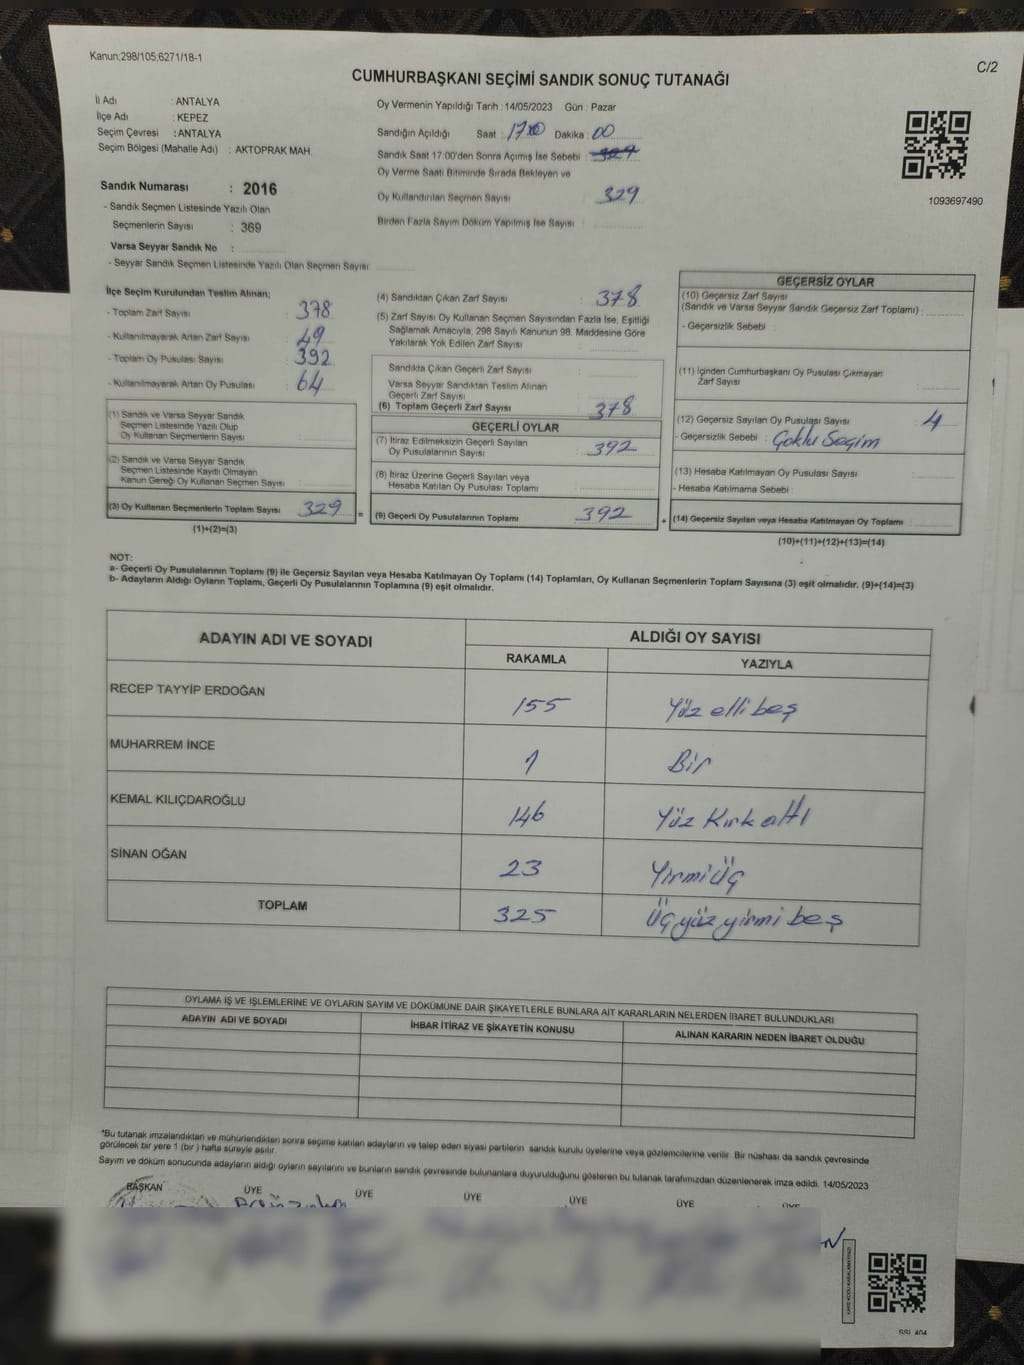 Kanun;298/105;6271/18-1
C/2
CUMHURBAŞKANI SEÇİMİ SANDIK SONUÇ TUTANAĞI
İl Adı : ANTALYA
İlçe Adı : KEPEZ
Seçim Çevresi : ANTALYA
Seçim Bölgesi (Mahalle Adı) : AKTOPRAK MAH.
Sandık Numarası : 2016
- Sandık Seçmen Listesinde Yazılı Olan
Seçmenlerin Sayısı : 369
Varsa Seyyar Sandık No :
- Seyyar Sandık Seçmen Listesinde Yazılı Olan Seçmen Sayısı
Oy Vermenin Yapıldığı Tarih : 14/05/2023 Gün : Pazar
Sandığın Açıldığı Saat : 17:00 Dakika : 00
Sandık Saat 17:00'den Sonra Açımış İse Sebebi : 329
Oy Verme Saati Bitiminde Sırada Bekleyen ve
Oy Kullandırılan Seçmen Sayısı 329
Birden Fazla Sayım Döküm Yapılmış İse Sayısı :
1093697490
İlçe Seçim Kurulundan Teslim Alınan;
- Toplam Zarf Sayısı : 378
- Kullanılmayarak Artan Zarf Sayısı : 49
- Toplam Oy Pusulası Sayısı : 392
- Kullanılmayarak Artan Oy Pusulası : 64
(1) Sandık ve Varsa Seyyar Sandık
Seçmen Listesinde Yazılı Olup
Oy Kullanan Seçmenlerin Sayısı :
(2) Sandık ve Varsa Seyyar Sandık
Seçmen Listesinde Kayıtlı Olmayan
Kanun Gereği Oy Kullanan Seçmen Sayısı :
(3) Oy Kullanan Seçmenlerin Toplam Sayısı : 329 =
(1)+(2)=(3)
(4) Sandıktan Çıkan Zarf Sayısı : 378
(5) Zarf Sayısı Oy Kullanan Seçmen Sayısından Fazla İse, Eşitliği
Sağlamak Amacıyla, 298 Sayılı Kanunun 98. Maddesine Göre
Yakılarak Yok Edilen Zarf Sayısı :
Sandıkta Çıkan Geçerli Zarf Sayısı :
Varsa Seyyar Sandıktan Teslim Alınan
Geçerli Zarf Sayısı :
(6) Toplam Geçerli Zarf Sayısı : 378
GEÇERLİ OYLAR
(7) İtiraz Edilmeksizin Geçerli Sayılan
Oy Pusulalarının Sayısı : 392
(8) İtiraz Üzerine Geçerli Sayılan veya
Hesaba Katılan Oy Pusulası Toplamı :
(9) Geçerli Oy Pusulalarının Toplamı : 392 +
GEÇERSİZ OYLAR
(10) Geçersiz Zarf Sayısı
(Sandık ve Varsa Seyyar Sandık Geçersiz Zarf Toplamı) :
- Geçersizlik Sebebi :
(11) İçinden Cumhurbaşkanı Oy Pusulası Çıkmayan
Zarf Sayısı
(12) Geçersiz Sayılan Oy Pusulası Sayısı : 4
- Geçersizlik Sebebi : Çoklu Seçim
(13) Hesaba Katılmayan Oy Pusulası Sayısı :
- Hesaba Katılmama Sebebi :
(14) Geçersiz Sayılan veya Hesaba Katılmayan Oy Toplamı :
(10)+(11)+(12)+(13)=(14)
NOT:
a- Geçerli Oy Pusulalarının Toplamı (9) ile Geçersiz Sayılan veya Hesaba Katılmayan Oy Toplamı (14) Toplamları, Oy Kullanan Seçmenlerin Toplam Sayısına (3) eşit olmalıdır. (9)+(14)=(3)
b- Adayların Aldığı Oyların Toplamı, Geçerli Oy Pusulalarının Toplamına (9) eşit olmalıdır.
ADAYIN ADI VE SOYADI ALDIĞI OY SAYISI
RAKAMLA YAZIYLA
RECEP TAYYİP ERDOĞAN 155 Yüz elli beş
MUHARREM İNCE 1 Bir
KEMAL KILIÇDAROĞLU 146 Yüz Kırk altı
SİNAN OĞAN 23 Yirmi Üç
TOPLAM 325 Üç yüz yirmi beş
OYLAMA İŞ VE İŞLEMLERİNE VE OYLARIN SAYIM VE DÖKÜMÜNE DAİR ŞİKAYETLERLE BUNLARA AİT KARARLARIN NELERDEN İBARET BULUNDUKLARI
ADAYIN ADI VE SOYADI İHBAR İTİRAZ VE ŞİKAYETİN KONUSU ALINAN KARARIN NEDEN İBARET OLDUĞU
*Bu tutanak imzalandıktan ve mühürlendikten sonra seçime katılan adayların ve talep eden siyasi partilerin sandık kurulu üyelerine veya gözlemcilerine verilir. Bir nüshası da sandık çevresinde
görülecek bir yere 1 (bir) hafta süreyle asılır.
Sayım ve döküm sonucunda adayların aldığı oyların sayılarını ve bunların sandık çevresinde bulunanlara duyurulduğunu gösteren bu tutanak tarafımızdan düzenlenerek imza edildi. 14/05/2023
BAŞKAN ÜYE ÜYE ÜYE ÜYE ÜYE ÜYE